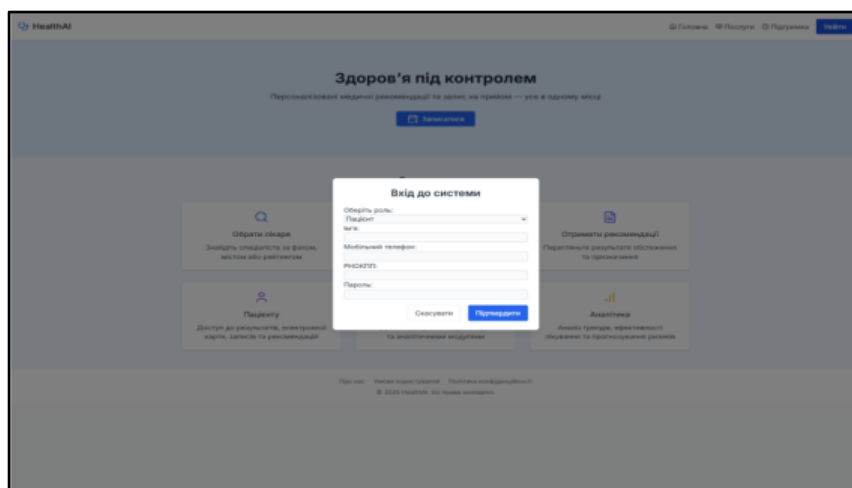 HealthAI
Головна Послуги Підтримка Увійти
Здоров'я під контролем
Персоналізовані медичні рекомендації та запис на прийом — усе в одному місці
Записатися
Вхід до системи
Оберіть роль:
Пацієнт
Ім'я:
Мобільний телефон:
РНОКПП:
Пароль:
Скасувати Підтвердити
Обрати лікаря
Знайдіть спеціаліста за фахом,
містом або рейтингом
Отримати рекомендації
Перегляньте результати обстеження
та призначення
Пацієнту
Доступ до результатів, електронної
карти, записів та рекомендацій
та аналітичними модулями
Аналітика
Аналіз трендів, ефективності
лікування та прогнозування ризиків
Про нас Умови користування Політика конфіденційності
© 2025 HealthAI. Усі права захищено.